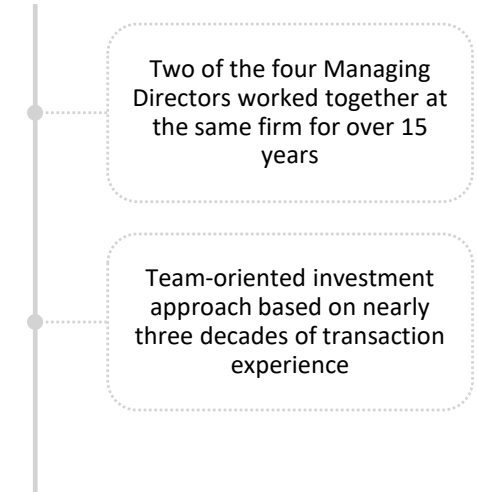 Two of the four Managing
Directors worked together at
the same firm for over 15
years
Team-oriented investment
approach based on nearly
three decades of transaction
experience